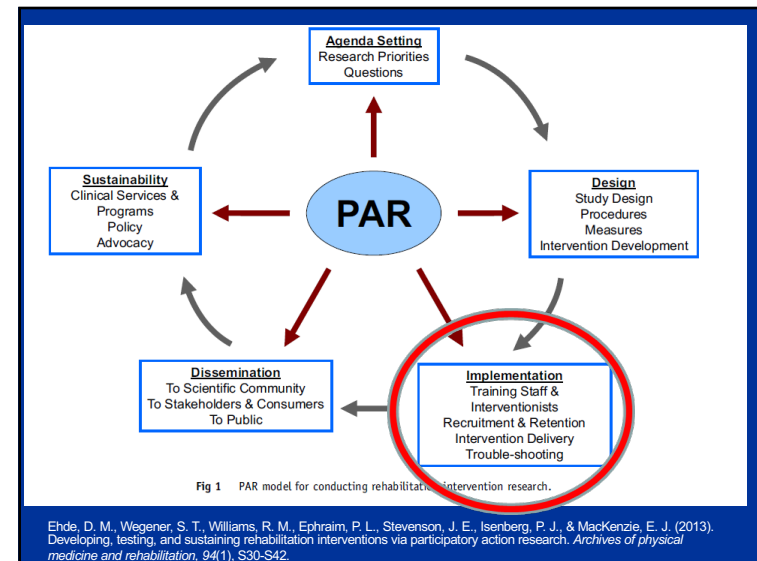 Agenda Setting
Research Priorities
Questions
Sustainability
Clinical Services &
Programs
Policy
Advocacy
PAR
Design
Study Design
Procedures
Measures
Intervention Development
Dissemination
To Scientific Community
To Stakeholders & Consumers
To Public
Implementation
Training Staff &
Interventionists
Recruitment & Retention
Intervention Delivery
Trouble-shooting
Fig 1 PAR model for conducting rehabilitation intervention research.
Ehde, D. M., Wegener, S. T., Williams, R. M., Ephraim, P. L., Stevenson, J. E., Isenberg, P. J., & MacKenzie, E. J. (2013).
Developing, testing, and sustaining rehabilitation interventions via participatory action research. Archives of physical
medicine and rehabilitation, 94(1), S30-S42.